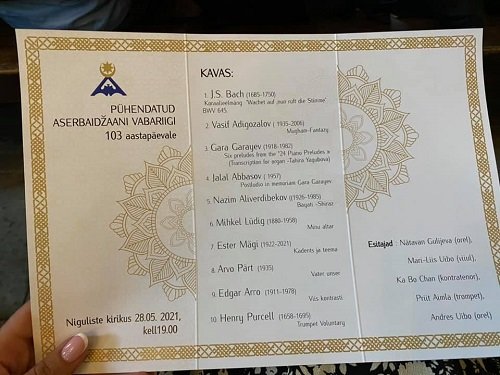 PÜHENDATUD
ASERBAIDŽAANI VABARIIGI
103 aastapäevale
Niguliste kirikus 28.05. 2021,
kell19.00
KAVAS:
1. J.S. Bach (1685-1750)
Koraalieelmäng "Wachet auf ,nun ruft die Stimme"
BWV 645.
2. Vasif Adigozalov ( 1935-2006)
Mugham-Fantazy
3. Gara Garayev (1918-1982)
Six preludes from the "24 Piano Preludes a
(Transcription for organ -Tahira Yagubova)
4. Jalal Abbasov ( 1957)
Postludio in memoriam Gara Garayev
5. Nazim Aliverdibekov ((1926-1985)
Bayati -Shiraz
6. Mihkel Lüdig (1880-1958)
Minu altar
7. Ester Mägi (1922-2021)
Kadents ja teema
8. Arvo Pärt (1935)
Vater unser
9. Edgar Arro (1911-1978)
Viis kontrasti
10. Henry Purcell (1658-1695)
Trumpet Voluntary
Esitajad : Natavan Gulijeva (orel),
Mari-Liis Uibo (viiul),
Ka Bo Chan (kontratenor),
Priit Aimla (trompet),
Andres Uibo (orel)